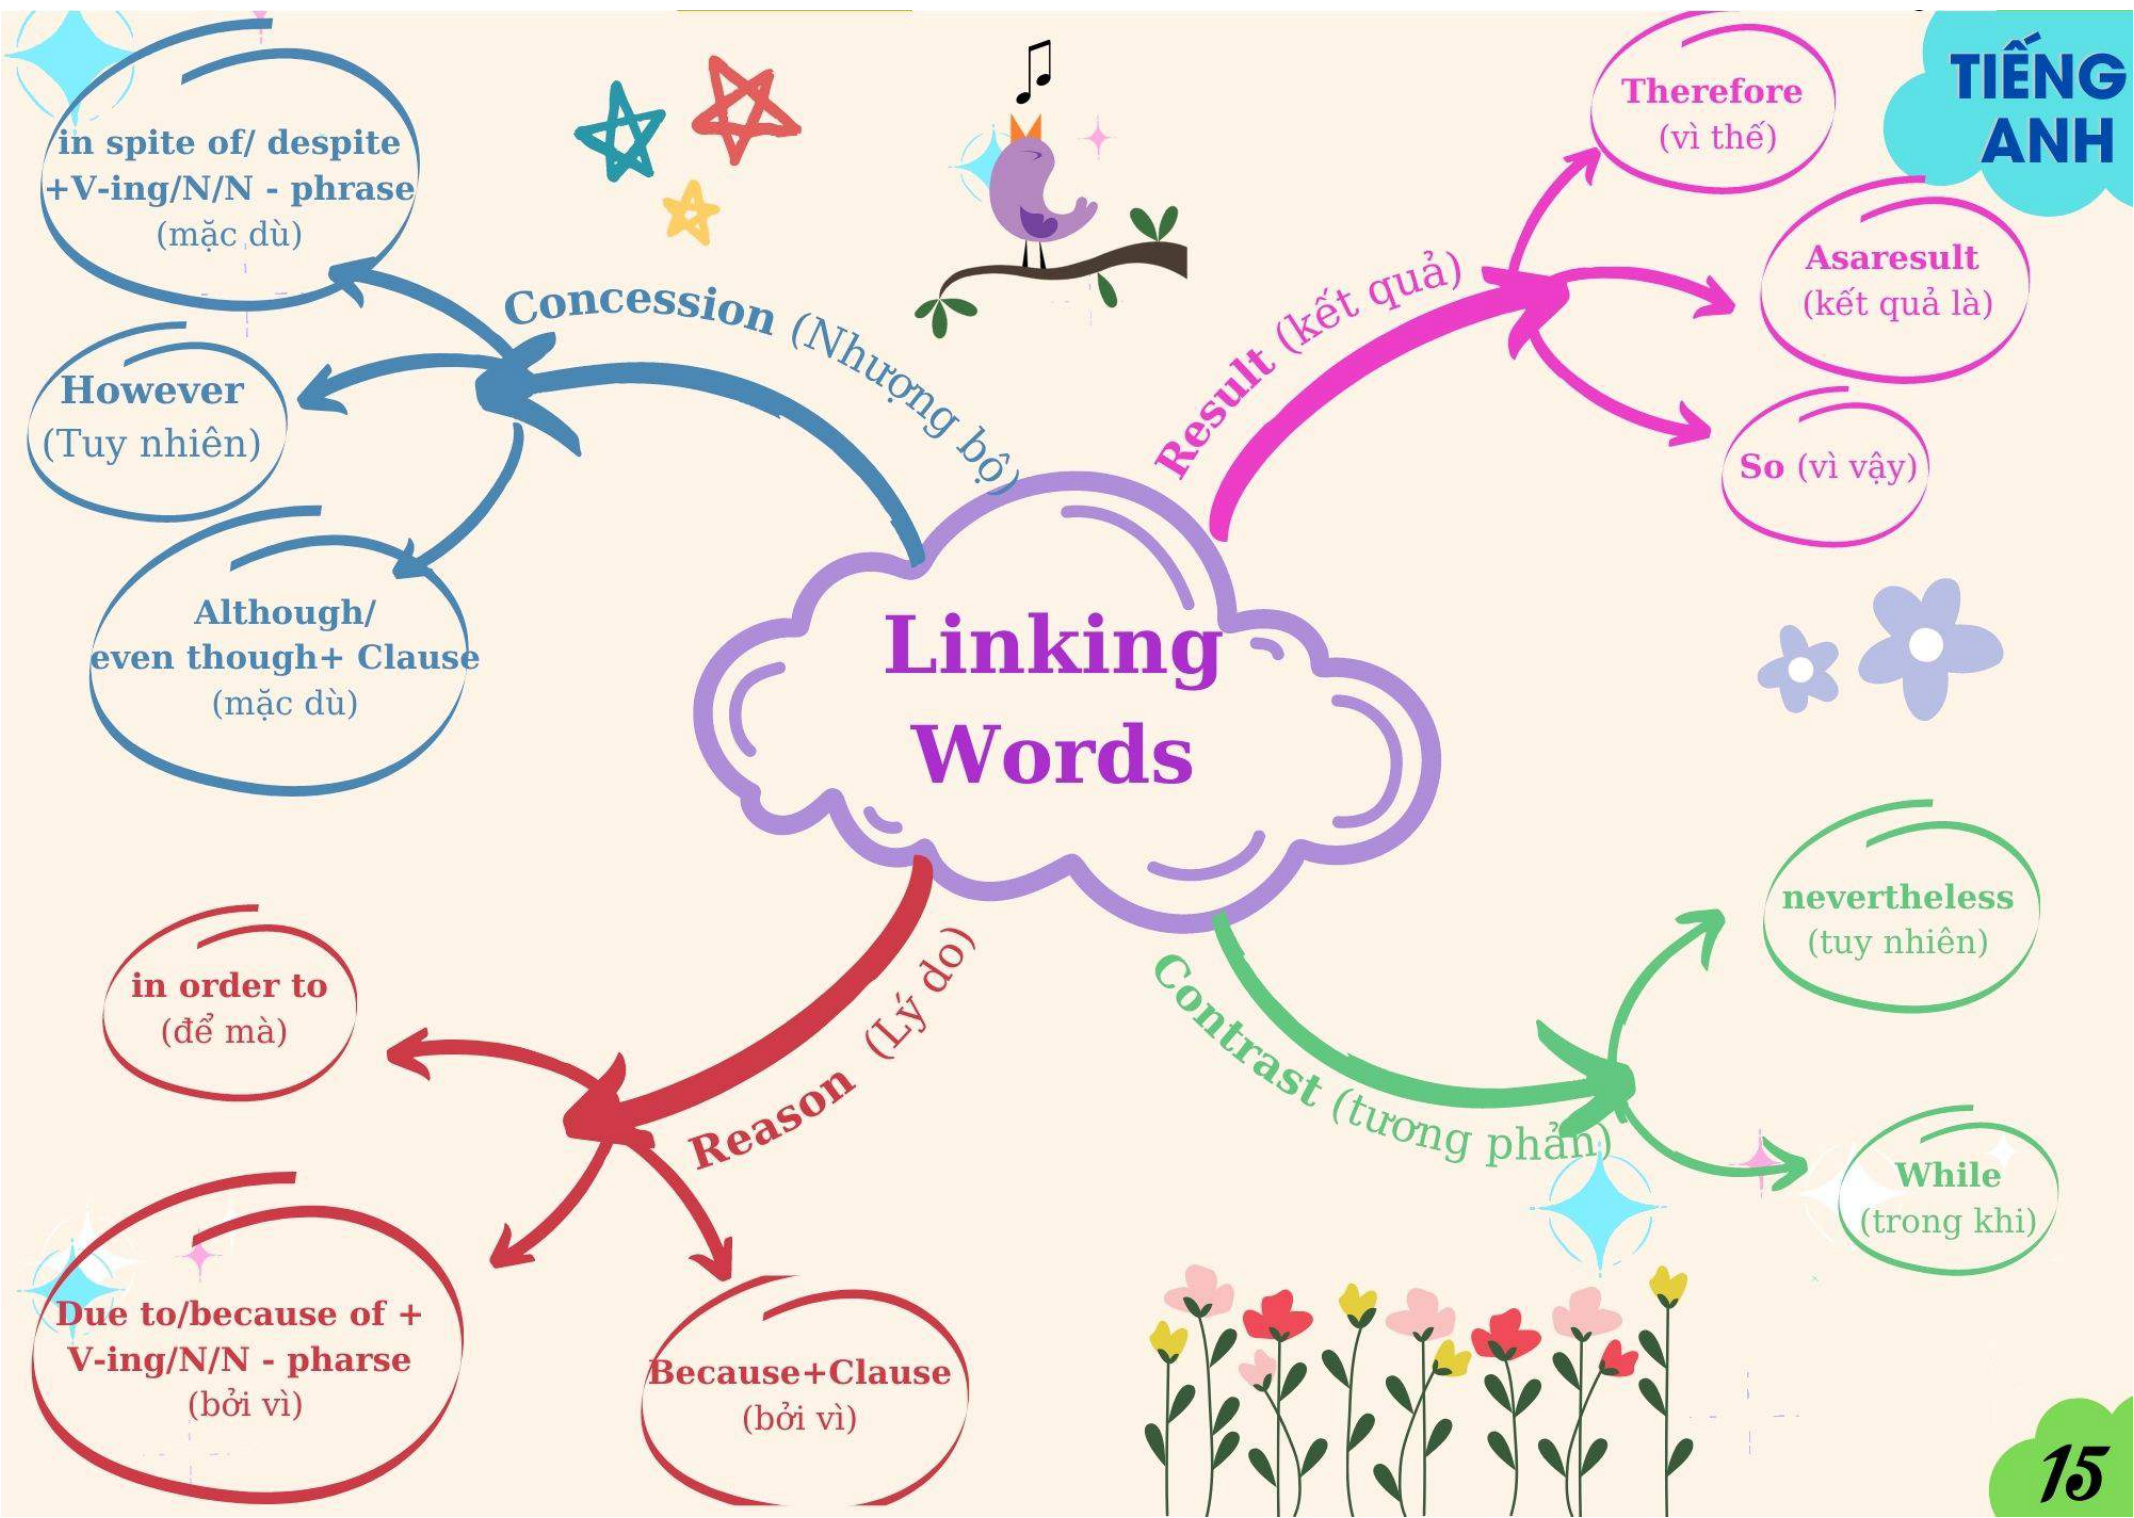 TIẾNG
ANH
Linking
Words
Concession (Nhượng bộ)
in spite of/ despite
+V-ing/N/N - phrase
(mặc dù)
However
(Tuy nhiên)
Although/
even though+ Clause
(mặc dù)
Result (kết quả)
Therefore
(vì thế)
Asaresult
(kết quả là)
So (vì vậy)
Reason (Lý do)
in order to
(để mà)
Due to/because of +
V-ing/N/N - pharse
(bởi vì)
Because+Clause
(bởi vì)
Contrast (tương phản)
nevertheless
(tuy nhiên)
While
(trong khi)
15